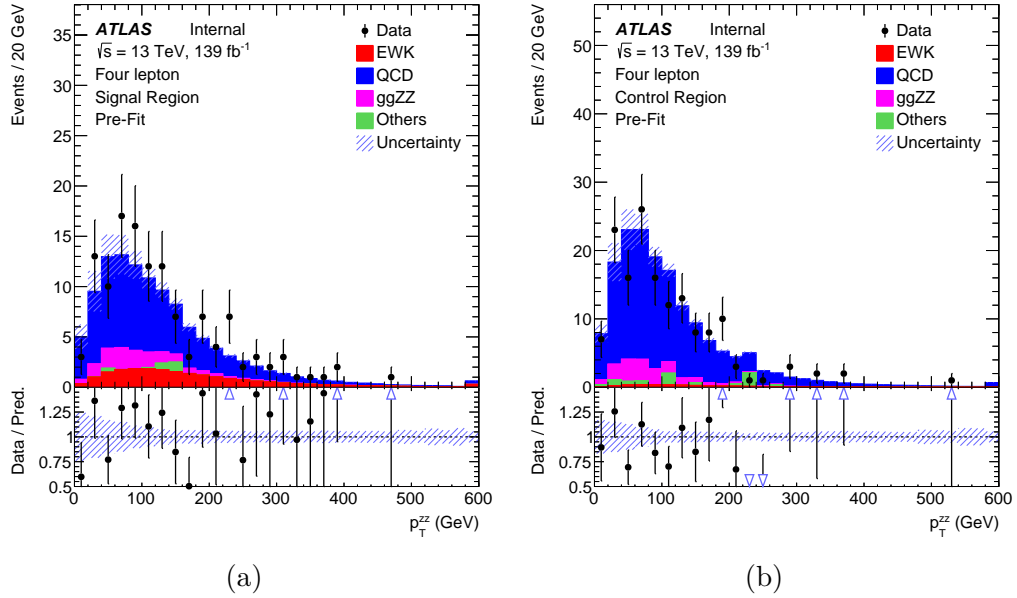 ATLAS Internal
√s = 13 TeV, 139 fb-1
Four lepton
Signal Region
Pre-Fit
Data
EWK
QCD
ggZZ
Others
Uncertainty
Events / 20 GeV
35
30
25
20
15
10
5
0
Data / Pred.
1.25
1
0.75
0.5
0 100 200 300 400 500 600
pTzz (GeV)
(a)
ATLAS Internal
√s = 13 TeV, 139 fb-1
Four lepton
Control Region
Pre-Fit
Data
EWK
QCD
ggZZ
Others
Uncertainty
Events / 20 GeV
50
40
30
20
10
0
Data / Pred.
1.25
1
0.75
0.5
0 100 200 300 400 500 600
pTzz (GeV)
(b)